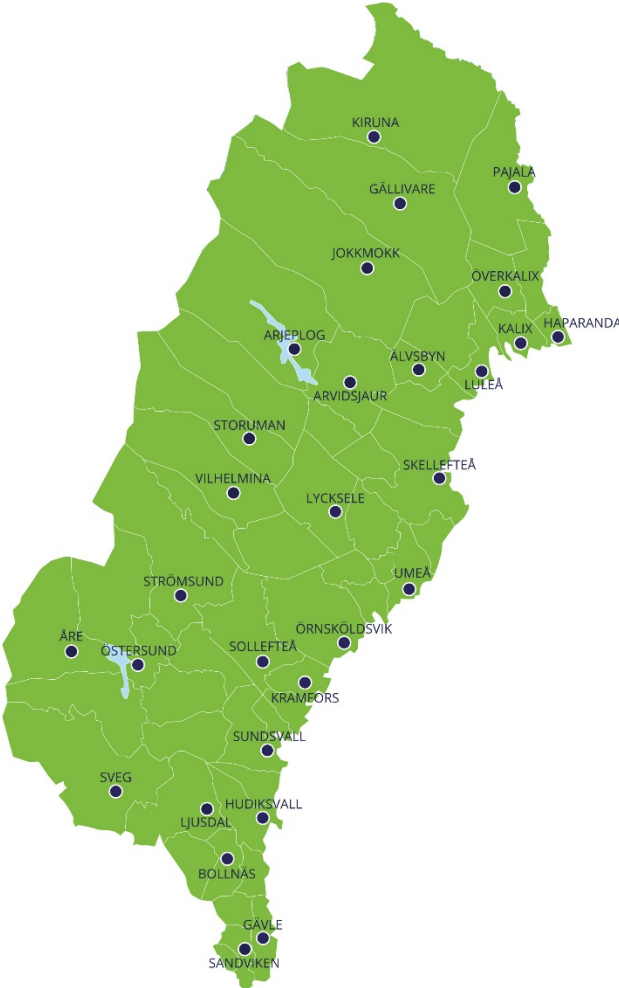 KIRUNA
PAJALA
GÄLLIVARE
JOKKMOKK
ÖVERKALIX
HAPARANDA
KALIX
ARJEPLOG
ÄLVSBYN
LULEÅ
ARVIDSJAUR
STORUMAN
SKELLEFTEÅ
VILHELMINA
LYCKSELE
UMEÅ
STRÖMSUND
ÖRNSKÖLDSVIK
ÅRE
ÖSTERSUND
SOLLEFTEÅ
KRAMFORS
SUNDSVALL
SVEG
HUDIKSVALL
LJUSDAL
BOLLNÄS
GÄVLE
SANDVIKEN